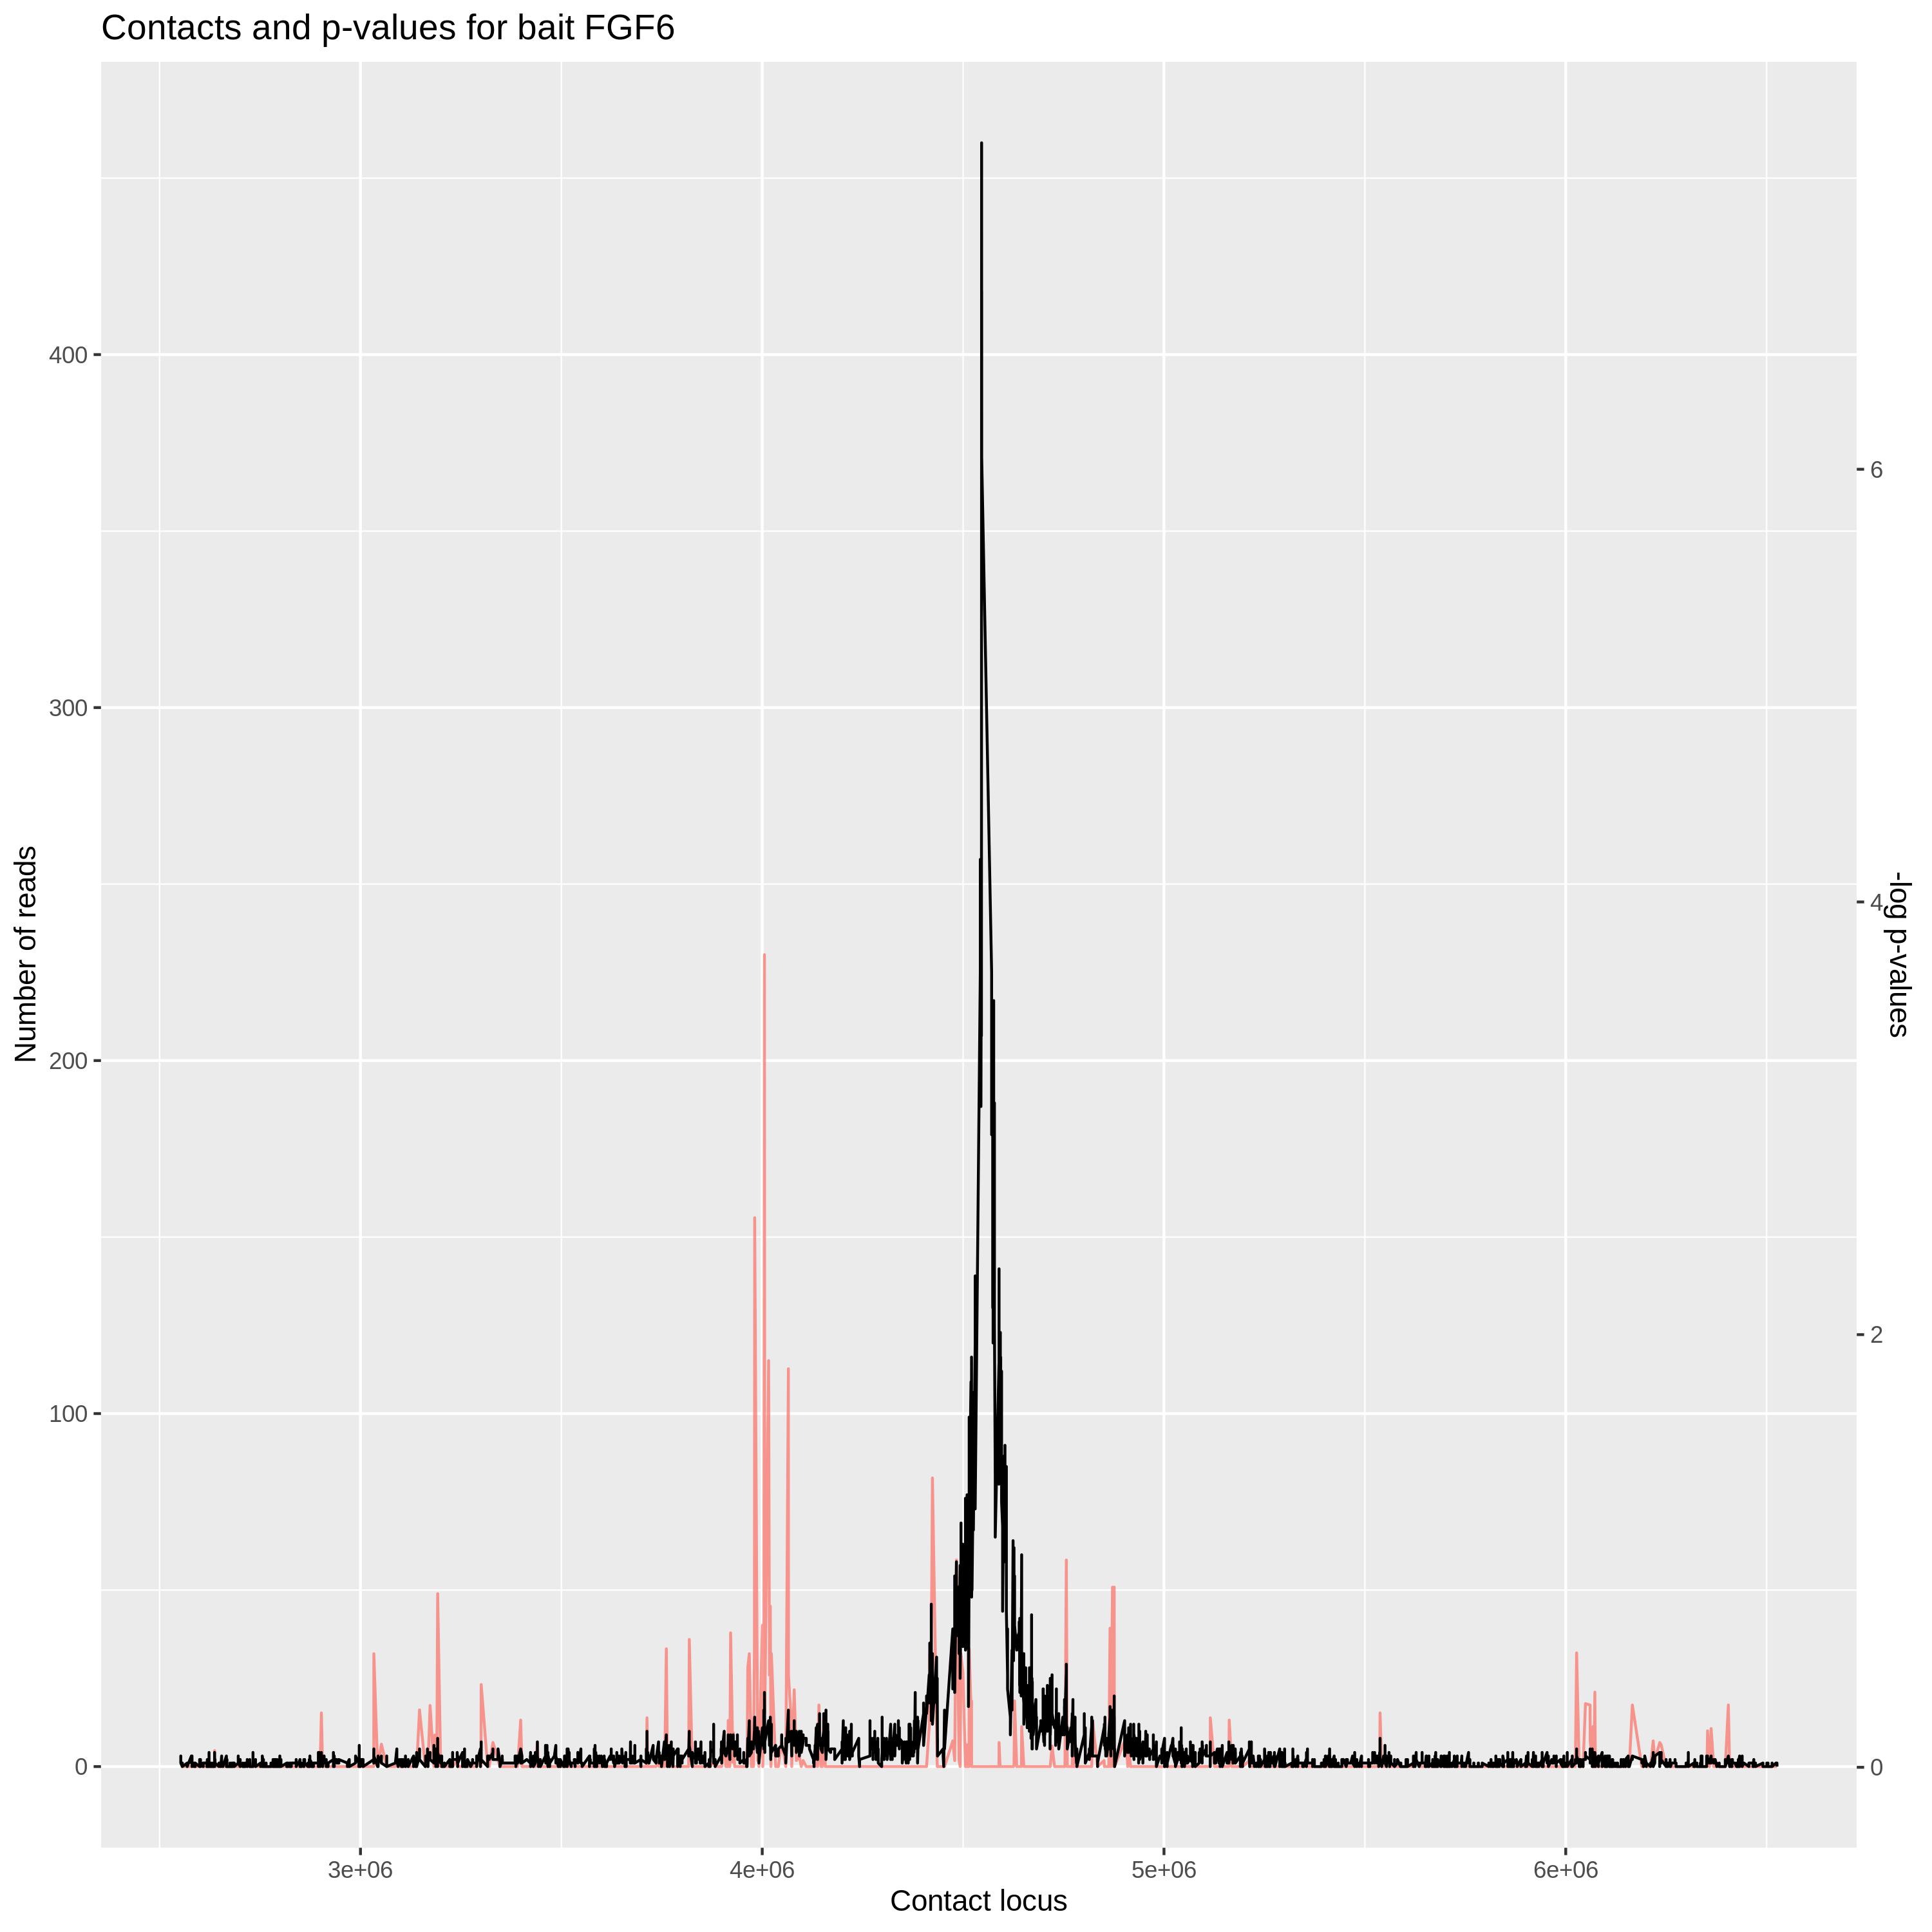 Contacts and p-values for bait FGF6
400
300
200
100
0
Number of reads
6
4
2
0
-log p-values
3e+06
4e+06
5e+06
6e+06
Contact locus